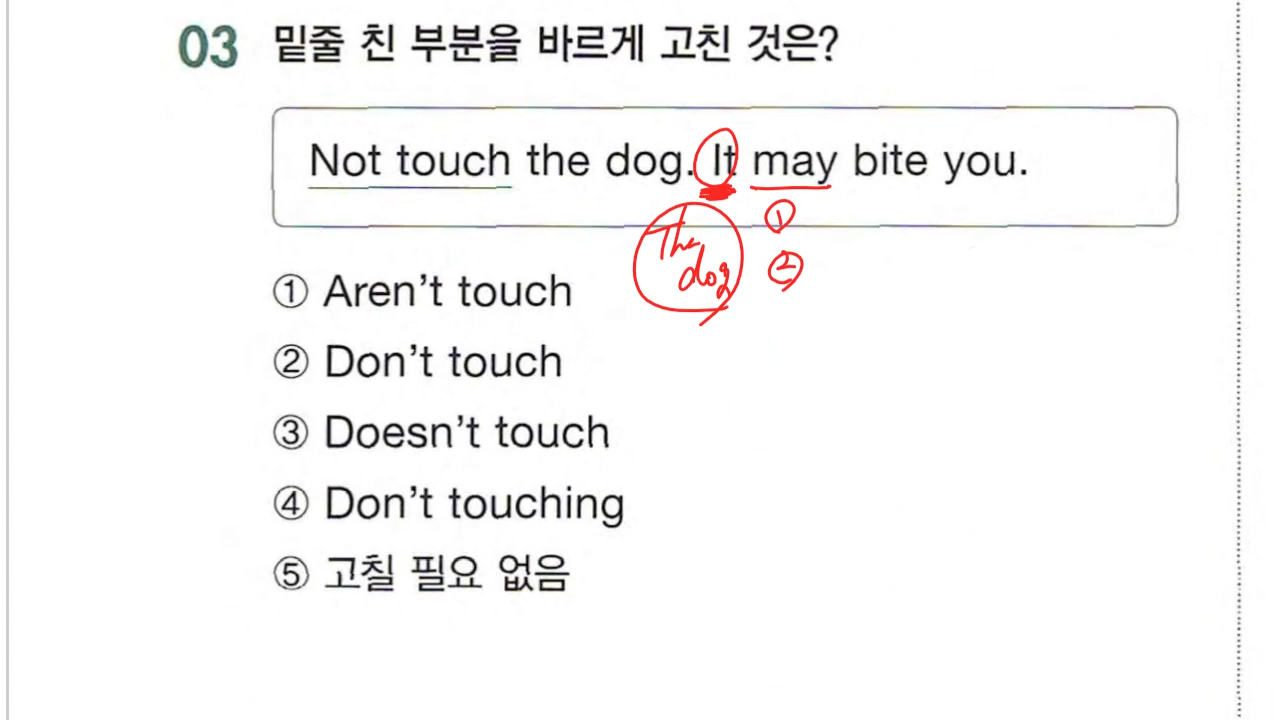 03 밑줄 친 부분을 바르게 고친 것은?
Not touch the dog. It may bite you.
The
dog
①
②
① Aren't touch
② Don't touch
③ Doesn't touch
④ Don't touching
⑤ 고칠 필요 없음